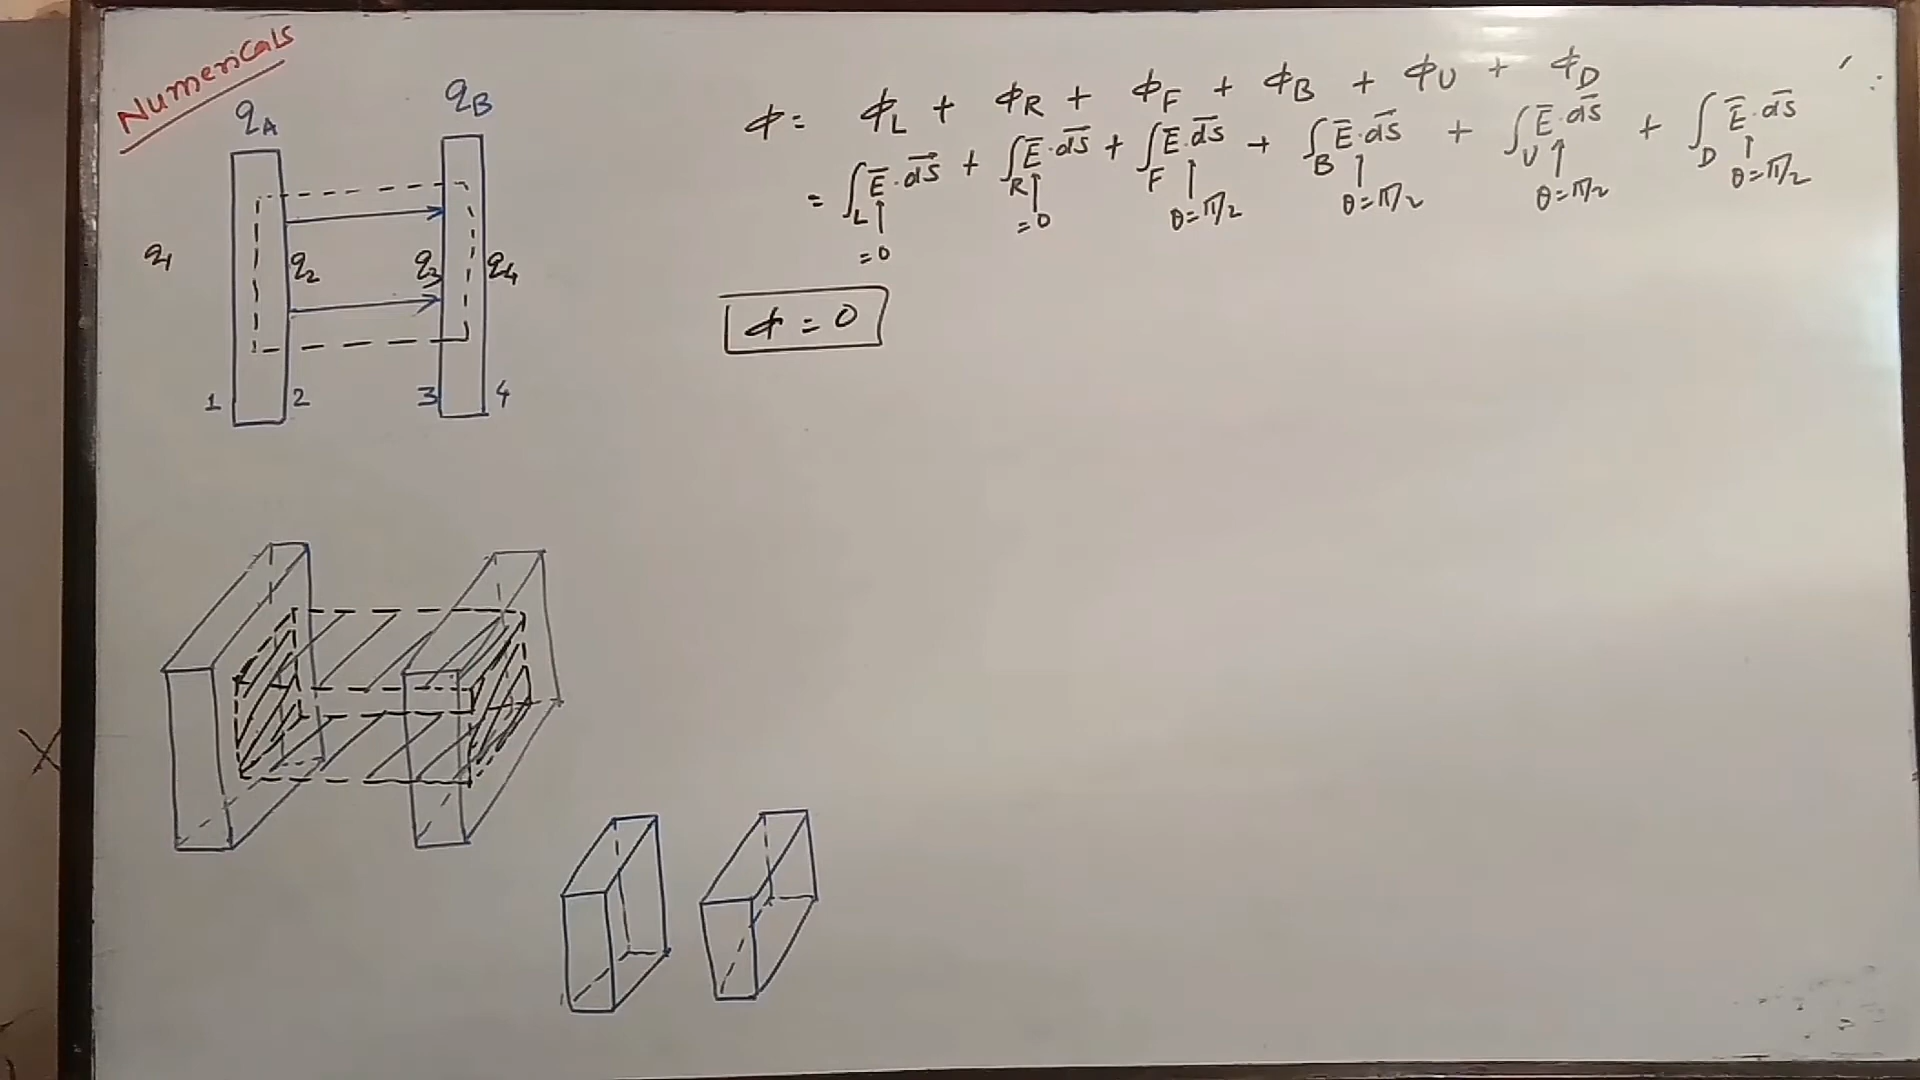 Numericals
qA
qB
q1
q2
q3
q4
1
2
3
4
ϕ = ϕL + ϕR + ϕF + ϕB + ϕU + ϕD
= ∫L E̅·dS⃗ + ∫R E̅·dS̅ + ∫F E̅·dS̅ + ∫B E̅·dS̅ + ∫U E̅·dS̅ + ∫D E̅·dS̅
↑ ↑ ↑ ↑ ↑ ↑
=0 =0 θ=π/2 θ=π/2 θ=π/2 θ=π/2
ϕ = 0